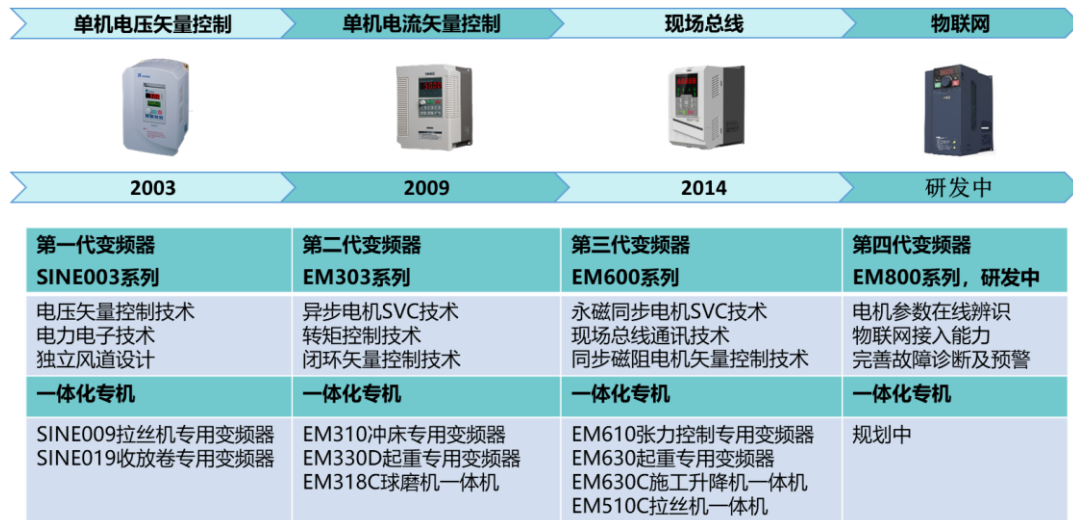 单机电压矢量控制
单机电流矢量控制
现场总线
物联网
2003
2009
2014
研发中
第一代变频器
SINE003系列
第二代变频器
EM303系列
第三代变频器
EM600系列
第四代变频器
EM800系列，研发中
电压矢量控制技术
电力电子技术
独立风道设计
异步电机SVC技术
转矩控制技术
闭环矢量控制技术
永磁同步电机SVC技术
现场总线通讯技术
同步磁阻电机矢量控制技术
电机参数在线辨识
物联网接入能力
完善故障诊断及预警
一体化专机
一体化专机
一体化专机
一体化专机
SINE009拉丝机专用变频器
SINE019收放卷专用变频器
EM310冲床专用变频器
EM330D起重专用变频器
EM318C球磨机一体机
EM610张力控制专用变频器
EM630起重专用变频器
EM630C施工升降机一体机
EM510C拉丝机一体机
规划中